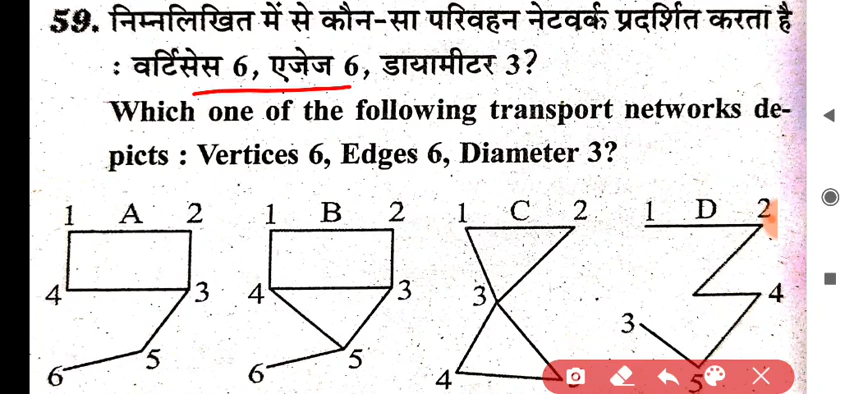 59. निम्नलिखित में से कौन-सा परिवहन नेटवर्क प्रदर्शित करता है
: वर्टिसेस 6, एजेज 6, डायामीटर 3?
Which one of the following transport networks de-
picts : Vertices 6, Edges 6, Diameter 3?
1 A 2 1 B 2 1 C 2 1 D 2
4 3 4 3 3 4
3
6 5 6 5 4 5